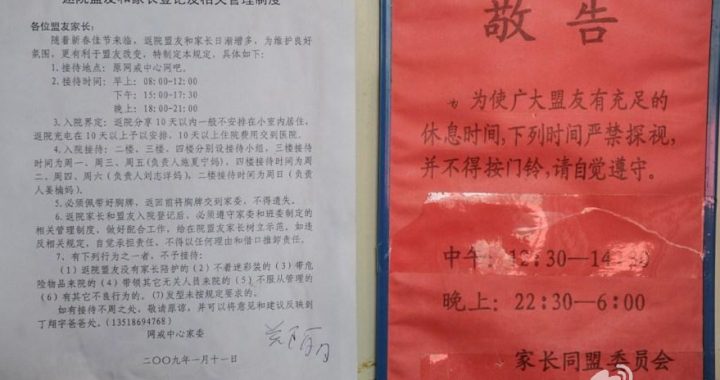 返院盟友和家长登记及相关管理制度
各位盟友家长：
随着新春佳节来临，返院盟友和家长日渐增多，为维护良好
氛围，更有利于盟友改变，特制定本规定，具体如下：
1.接待地点：原网戒中心网吧。
2.接待时间：早上：08:00-12:00
下午：15:00-17:30
晚上：18:00-21:00
3.入院界定：返院分享10天以内一般不安排在小室内居住，
返院充电在10天以上予以安排。10天以上住院费用交到医院。
4.入院接待：二楼、三楼、四楼分别设接待小组，三楼接待
时间为周一、周三、周五(负责人施夏宁妈)，四楼接待时间为周
二、周四、周六（负责人刘志洋妈），二楼接待时间为周日（负责
人姜楠妈）。
5.必须佩带好胸牌，返回前将胸牌交到家委，不得遗失。
6.返院家长和盟友入院登记后，必须遵守家委和班委制定的
相关管理制度，做好配合工作，给在院盟友家长树立示范，如违
反相关规定，自觉承担责任，不得以任何理由和借口推卸责任。
7、有下列行为之一者，不予接待：
(1)返院盟友没有家长陪护的(2)不着迷彩装的(3)带危
险物品来院的(4)带领其它无关人员来院的(5)不服从管理的
(6)有其它不良行为的。(7)发型未按规定要求的。
如有接待不周之处，敬请原谅，并可以将意见和建议反映到
丁翔宇爸爸处。(13518694768)
网戒中心家委
二〇〇九年一月十一日
敬告
为使广大盟友有充足的
休息时间，下列时间严禁探视，
并不得按门铃，请自觉遵守。
中午：12:30—14:30
晚上：22:30—6:00
家长同盟委员会